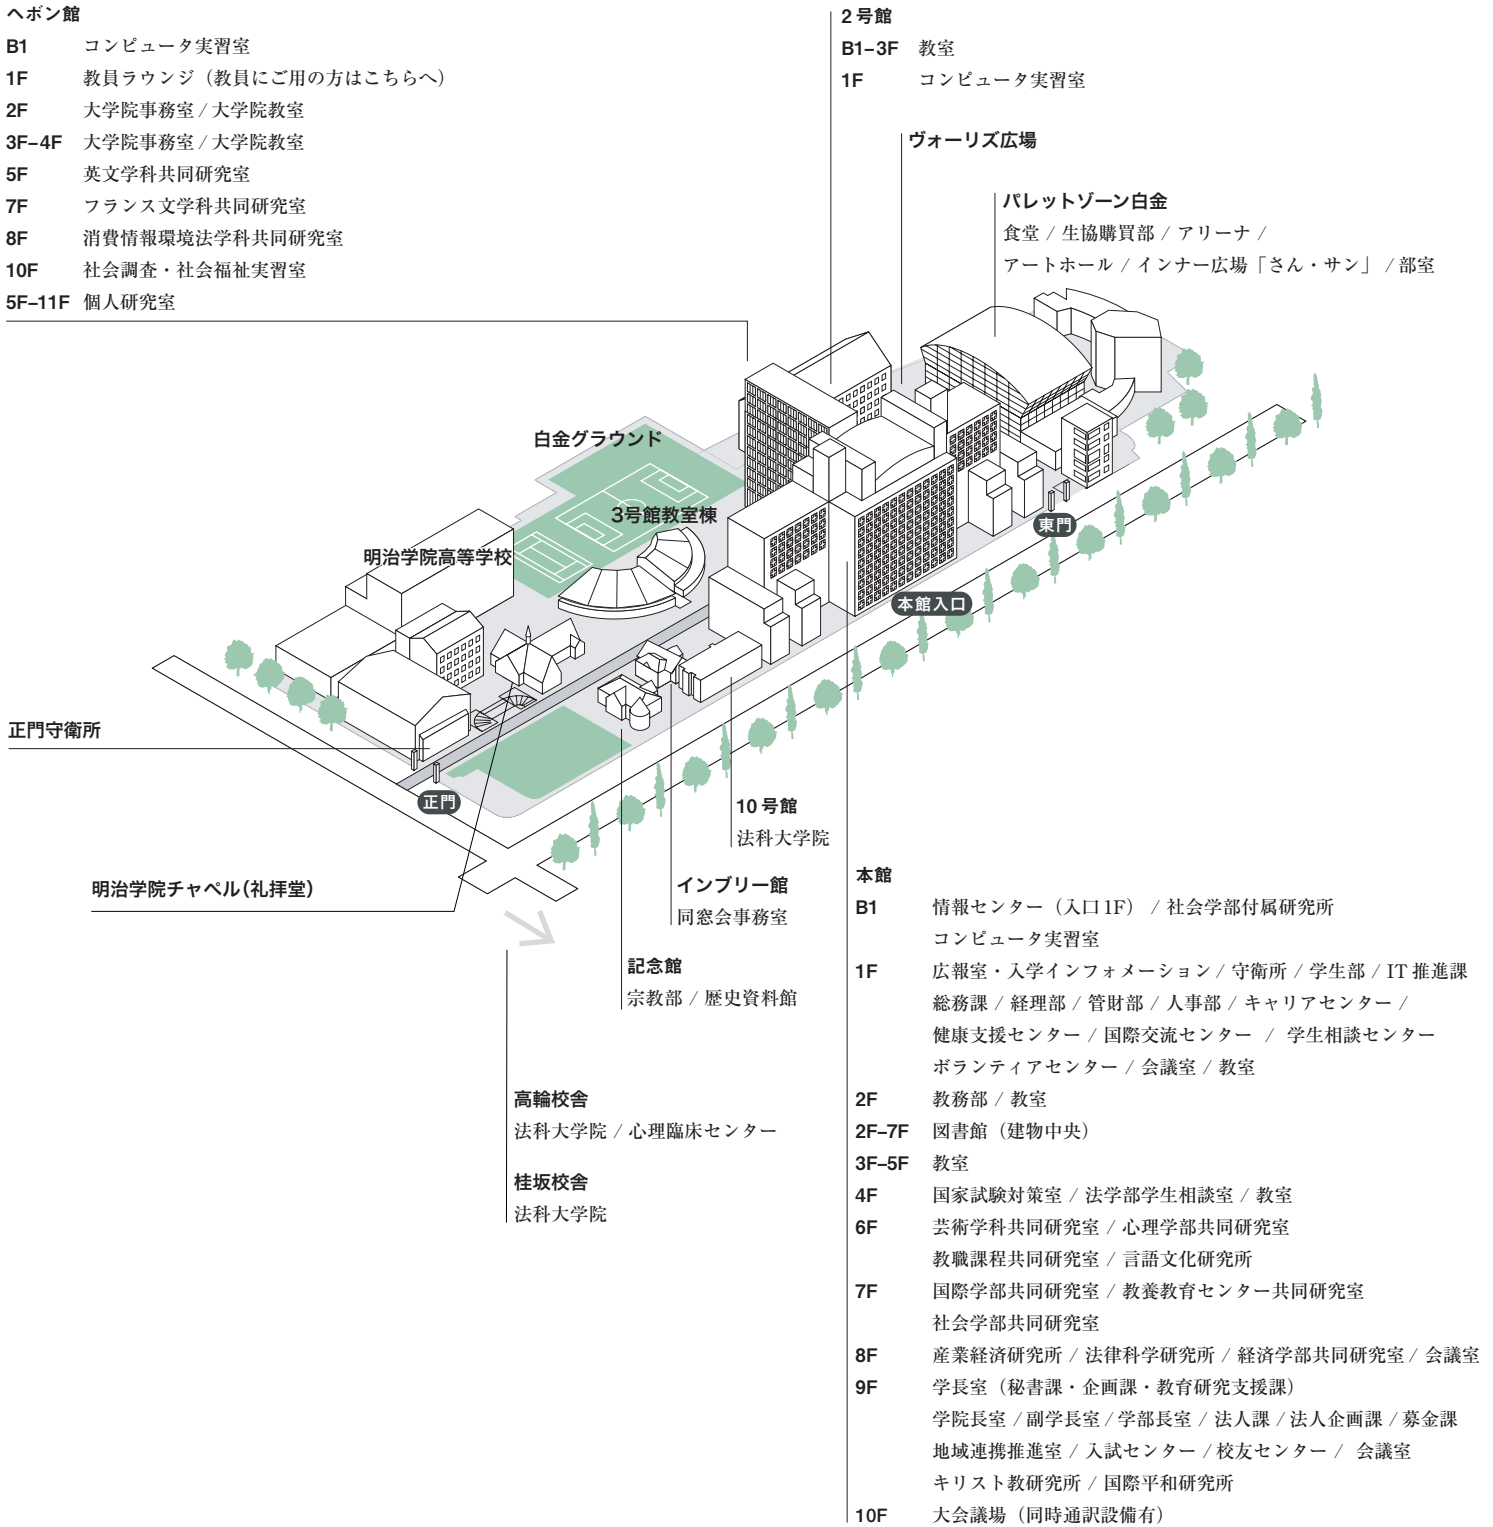 ヘボン館
B1 コンピュータ実習室
1F 教員ラウンジ（教員にご用の方はこちらへ）
2F 大学院事務室 / 大学院教室
3F–4F 大学院事務室 / 大学院教室
5F 英文学科共同研究室
7F フランス文学科共同研究室
8F 消費情報環境法学科共同研究室
10F 社会調査・社会福祉実習室
5F–11F 個人研究室
2号館
B1–3F 教室
1F コンピュータ実習室
ヴォーリズ広場
パレットゾーン白金
食堂 / 生協購買部 / アリーナ /
アートホール / インナー広場「さん・サン」 / 部室
白金グラウンド
3号館教室棟
明治学院高等学校
東門
本館入口
正門守衛所
正門
明治学院チャペル(礼拝堂)
10号館
法科大学院
インブリー館
同窓会事務室
記念館
宗教部 / 歴史資料館
高輪校舎
法科大学院 / 心理臨床センター
桂坂校舎
法科大学院
本館
B1 情報センター（入口1F） / 社会学部付属研究所
コンピュータ実習室
1F 広報室・入学インフォメーション / 守衛所 / 学生部 / IT推進課
総務課 / 経理部 / 管財部 / 人事部 / キャリアセンター /
健康支援センター / 国際交流センター / 学生相談センター
ボランティアセンター / 会議室 / 教室
2F 教務部 / 教室
2F–7F 図書館（建物中央）
3F–5F 教室
4F 国家試験対策室 / 法学部学生相談室 / 教室
6F 芸術学科共同研究室 / 心理学部共同研究室
教職課程共同研究室 / 言語文化研究所
7F 国際学部共同研究室 / 教養教育センター共同研究室
社会学部共同研究室
8F 産業経済研究所 / 法律科学研究所 / 経済学部共同研究室 / 会議室
9F 学長室（秘書課・企画課・教育研究支援課）
学院長室 / 副学長室 / 学部長室 / 法人課 / 法人企画課 / 募金課
地域連携推進室 / 入試センター / 校友センター / 会議室
キリスト教研究所 / 国際平和研究所
10F 大会議場（同時通訳設備有）